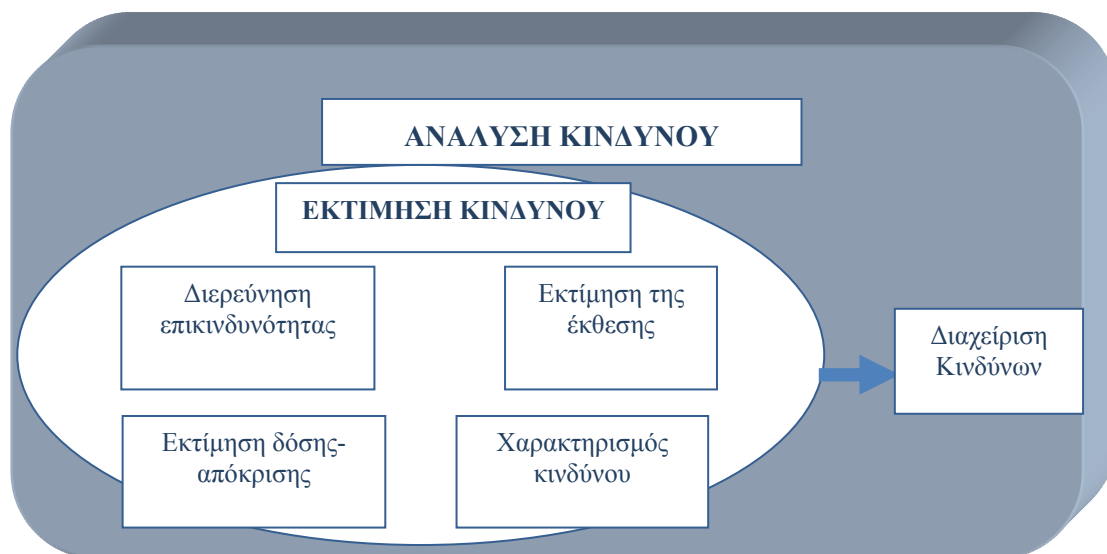 ΑΝΑΛΥΣΗ ΚΙΝΔΥΝΟΥ
ΕΚΤΙΜΗΣΗ ΚΙΝΔΥΝΟΥ
Διερεύνηση
επικινδυνότητας
Εκτίμηση της
έκθεσης
Εκτίμηση δόσης-
απόκρισης
Χαρακτηρισμός
κινδύνου
Διαχείριση
Κινδύνων